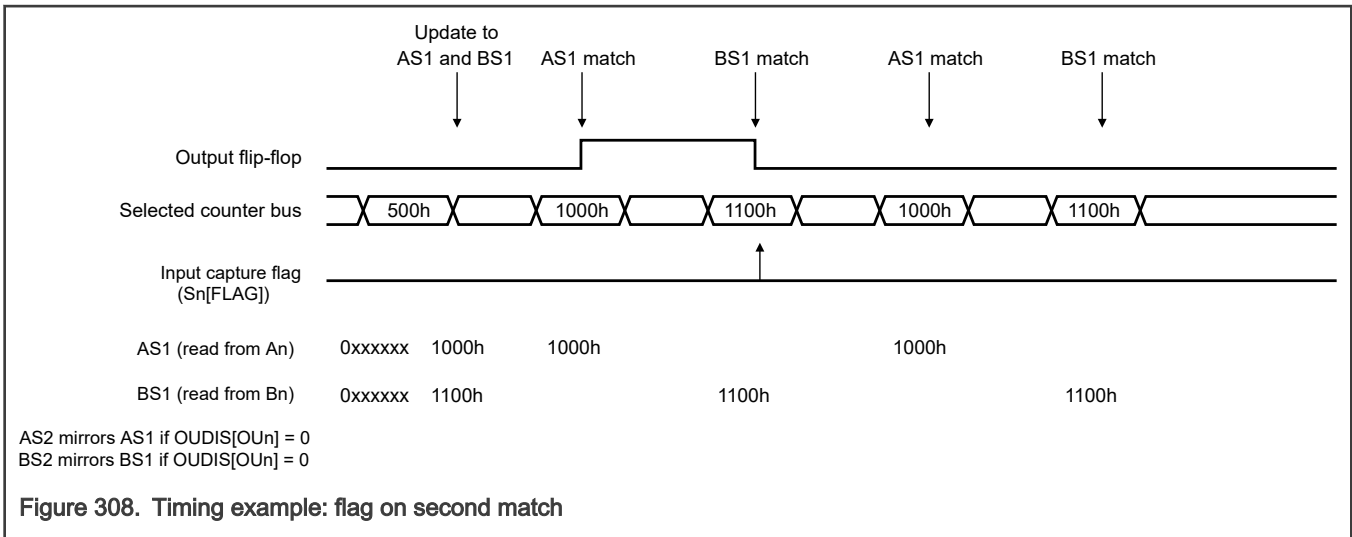 Update to
AS1 and BS1 AS1 match BS1 match AS1 match BS1 match
Output flip-flop
Selected counter bus 500h 1000h 1100h 1000h 1100h
Input capture flag
(Sn[FLAG])
AS1 (read from An) 0xxxxxx 1000h 1000h 1000h
BS1 (read from Bn) 0xxxxxx 1100h 1100h 1100h
AS2 mirrors AS1 if OUDIS[OUn] = 0
BS2 mirrors BS1 if OUDIS[OUn] = 0
Figure 308. Timing example: flag on second match